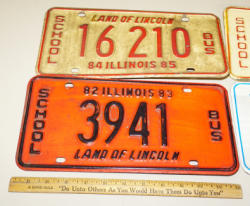 LAND OF LINCOLN
SCHOOL 16 210 BUS
84 ILLINOIS 85
82 ILLINOIS 83
SCHOOL 3941 BUS
LAND OF LINCOLN
"Do Unto Others As You Would Have Them Do Unto You"